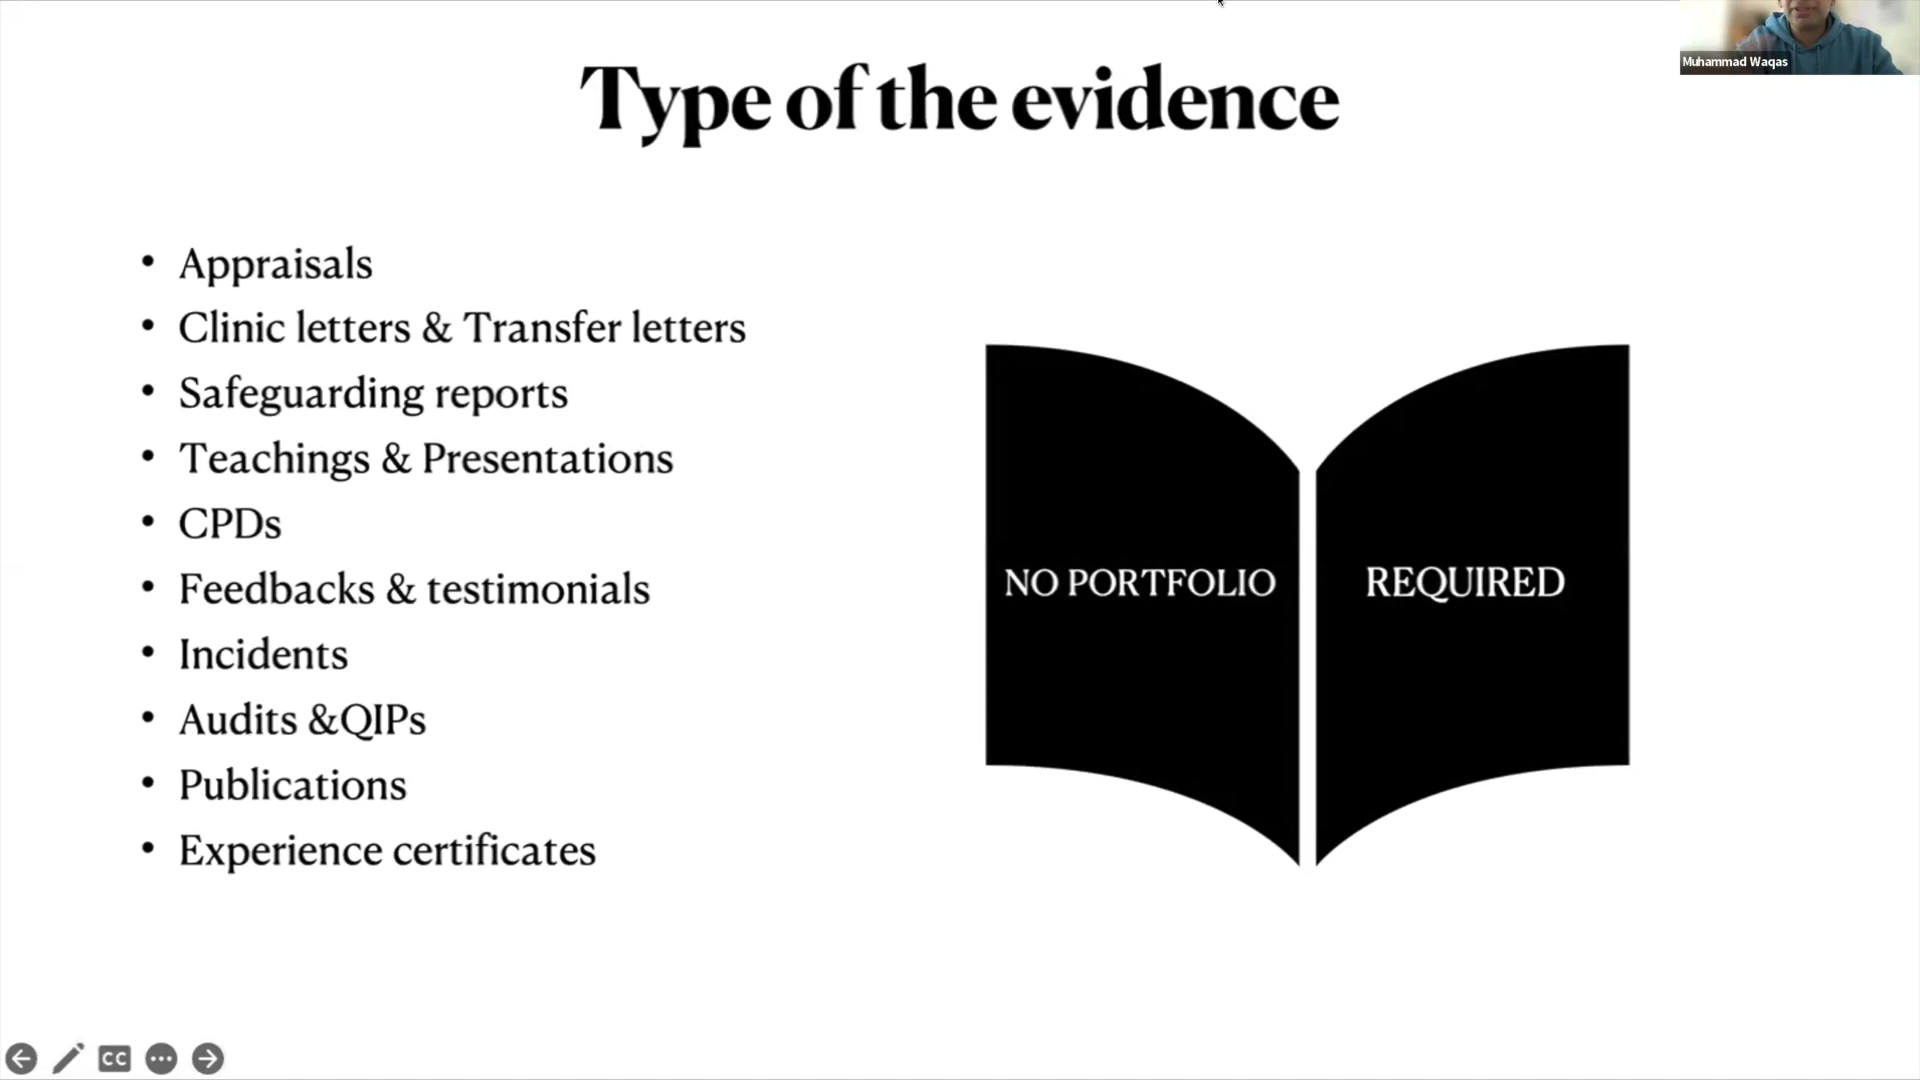 Muhammad Waqas
Type of the evidence
• Appraisals
• Clinic letters & Transfer letters
• Safeguarding reports
• Teachings & Presentations
• CPDs
• Feedbacks & testimonials
• Incidents
• Audits &QIPs
• Publications
• Experience certificates
NO PORTFOLIO
REQUIRED
CC